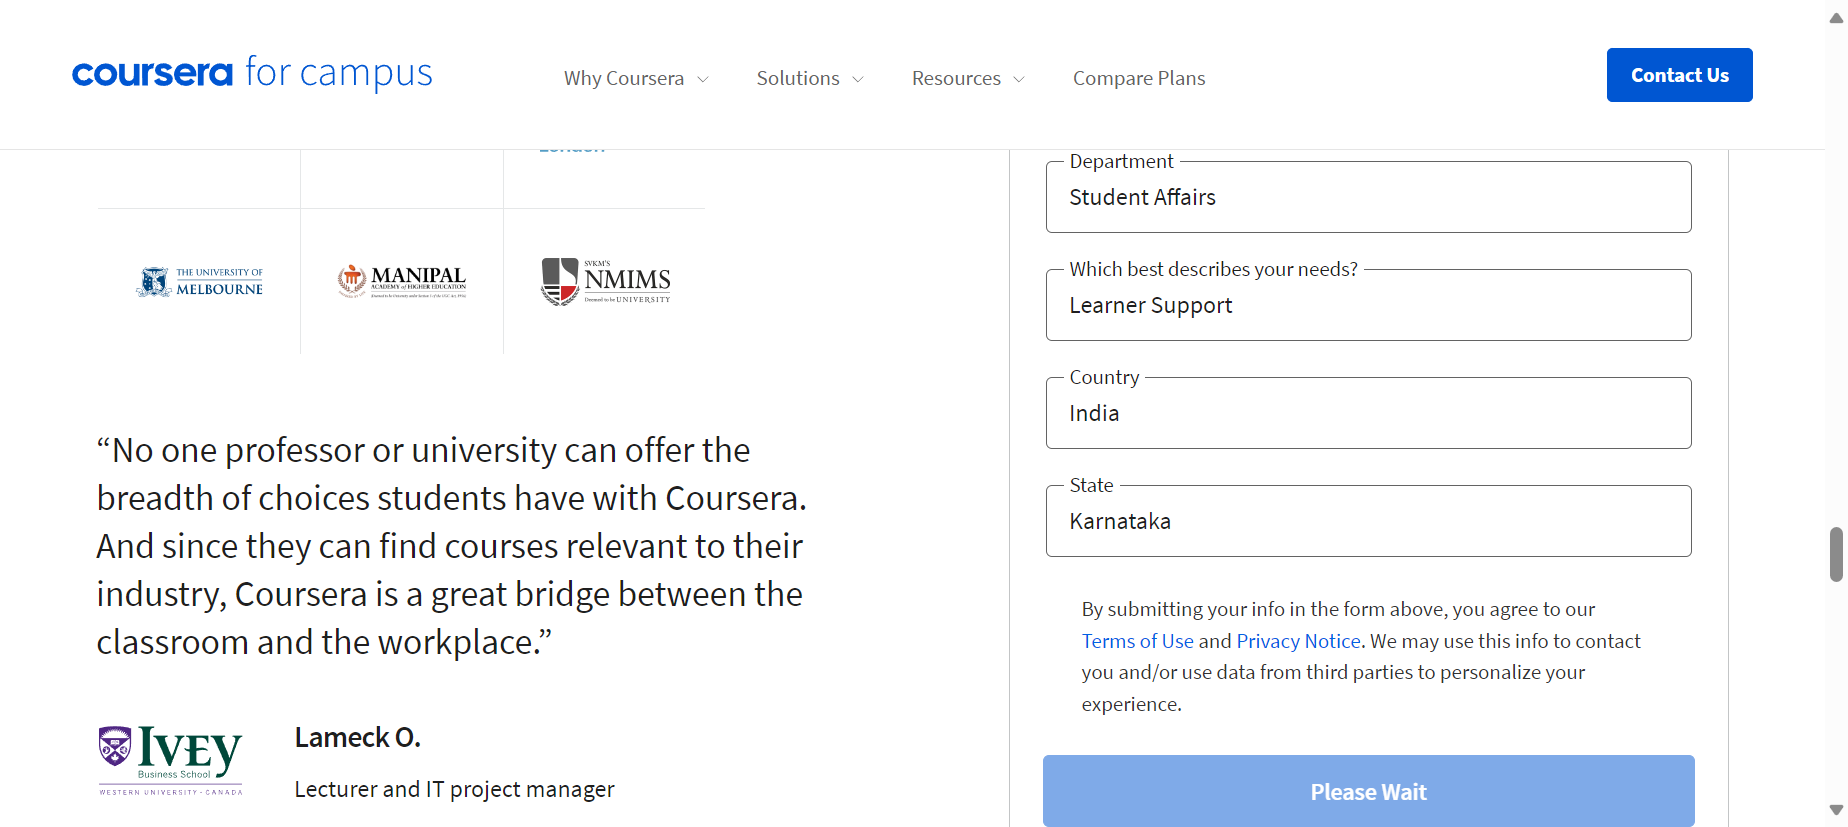 coursera for campus
Why Coursera
Solutions
Resources
Compare Plans
Contact Us
THE UNIVERSITY OF
MELBOURNE
MANIPAL
ACADEMY of HIGHER EDUCATION
SVKM'S
NMIMS
Deemed to be UNIVERSITY
“No one professor or university can offer the
breadth of choices students have with Coursera.
And since they can find courses relevant to their
industry, Coursera is a great bridge between the
classroom and the workplace.”
IVEY
Business School
WESTERN UNIVERSITY · CANADA
Lameck O.
Lecturer and IT project manager
Department
Student Affairs
Which best describes your needs?
Learner Support
Country
India
State
Karnataka
By submitting your info in the form above, you agree to our
Terms of Use and Privacy Notice. We may use this info to contact
you and/or use data from third parties to personalize your
experience.
Please Wait